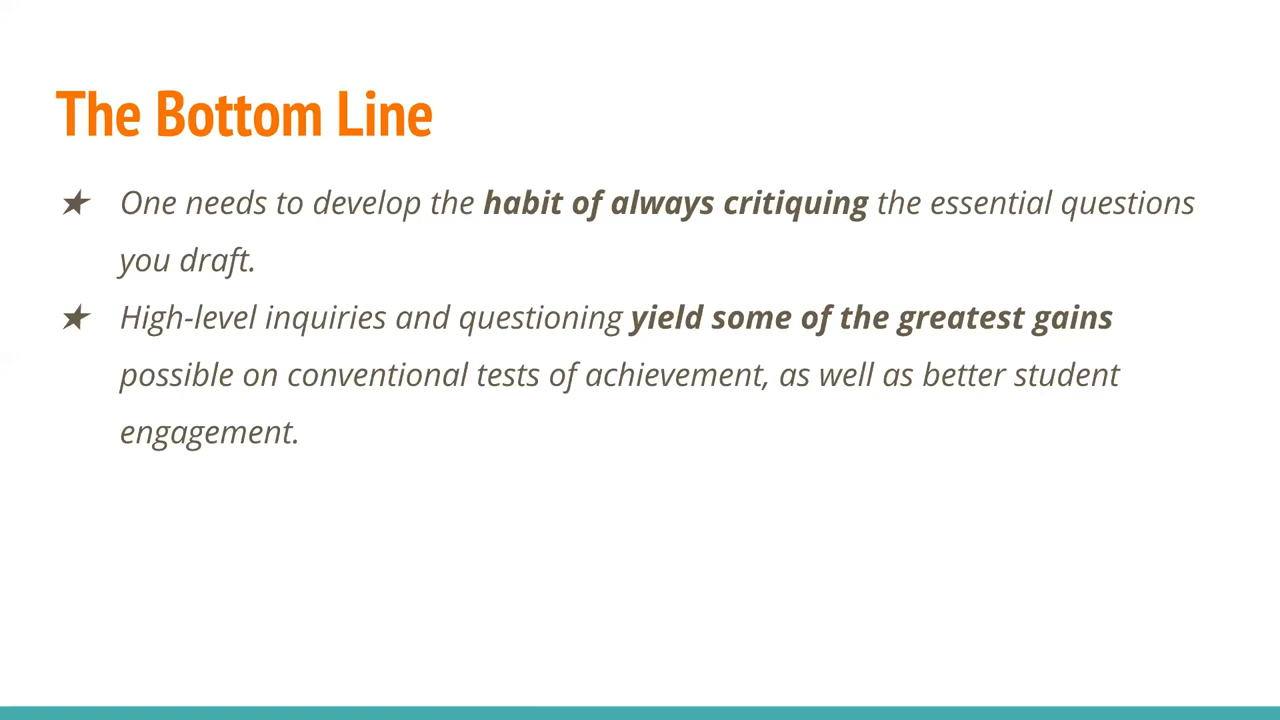 The Bottom Line
★ One needs to develop the habit of always critiquing the essential questions
you draft.
★ High-level inquiries and questioning yield some of the greatest gains
possible on conventional tests of achievement, as well as better student
engagement.